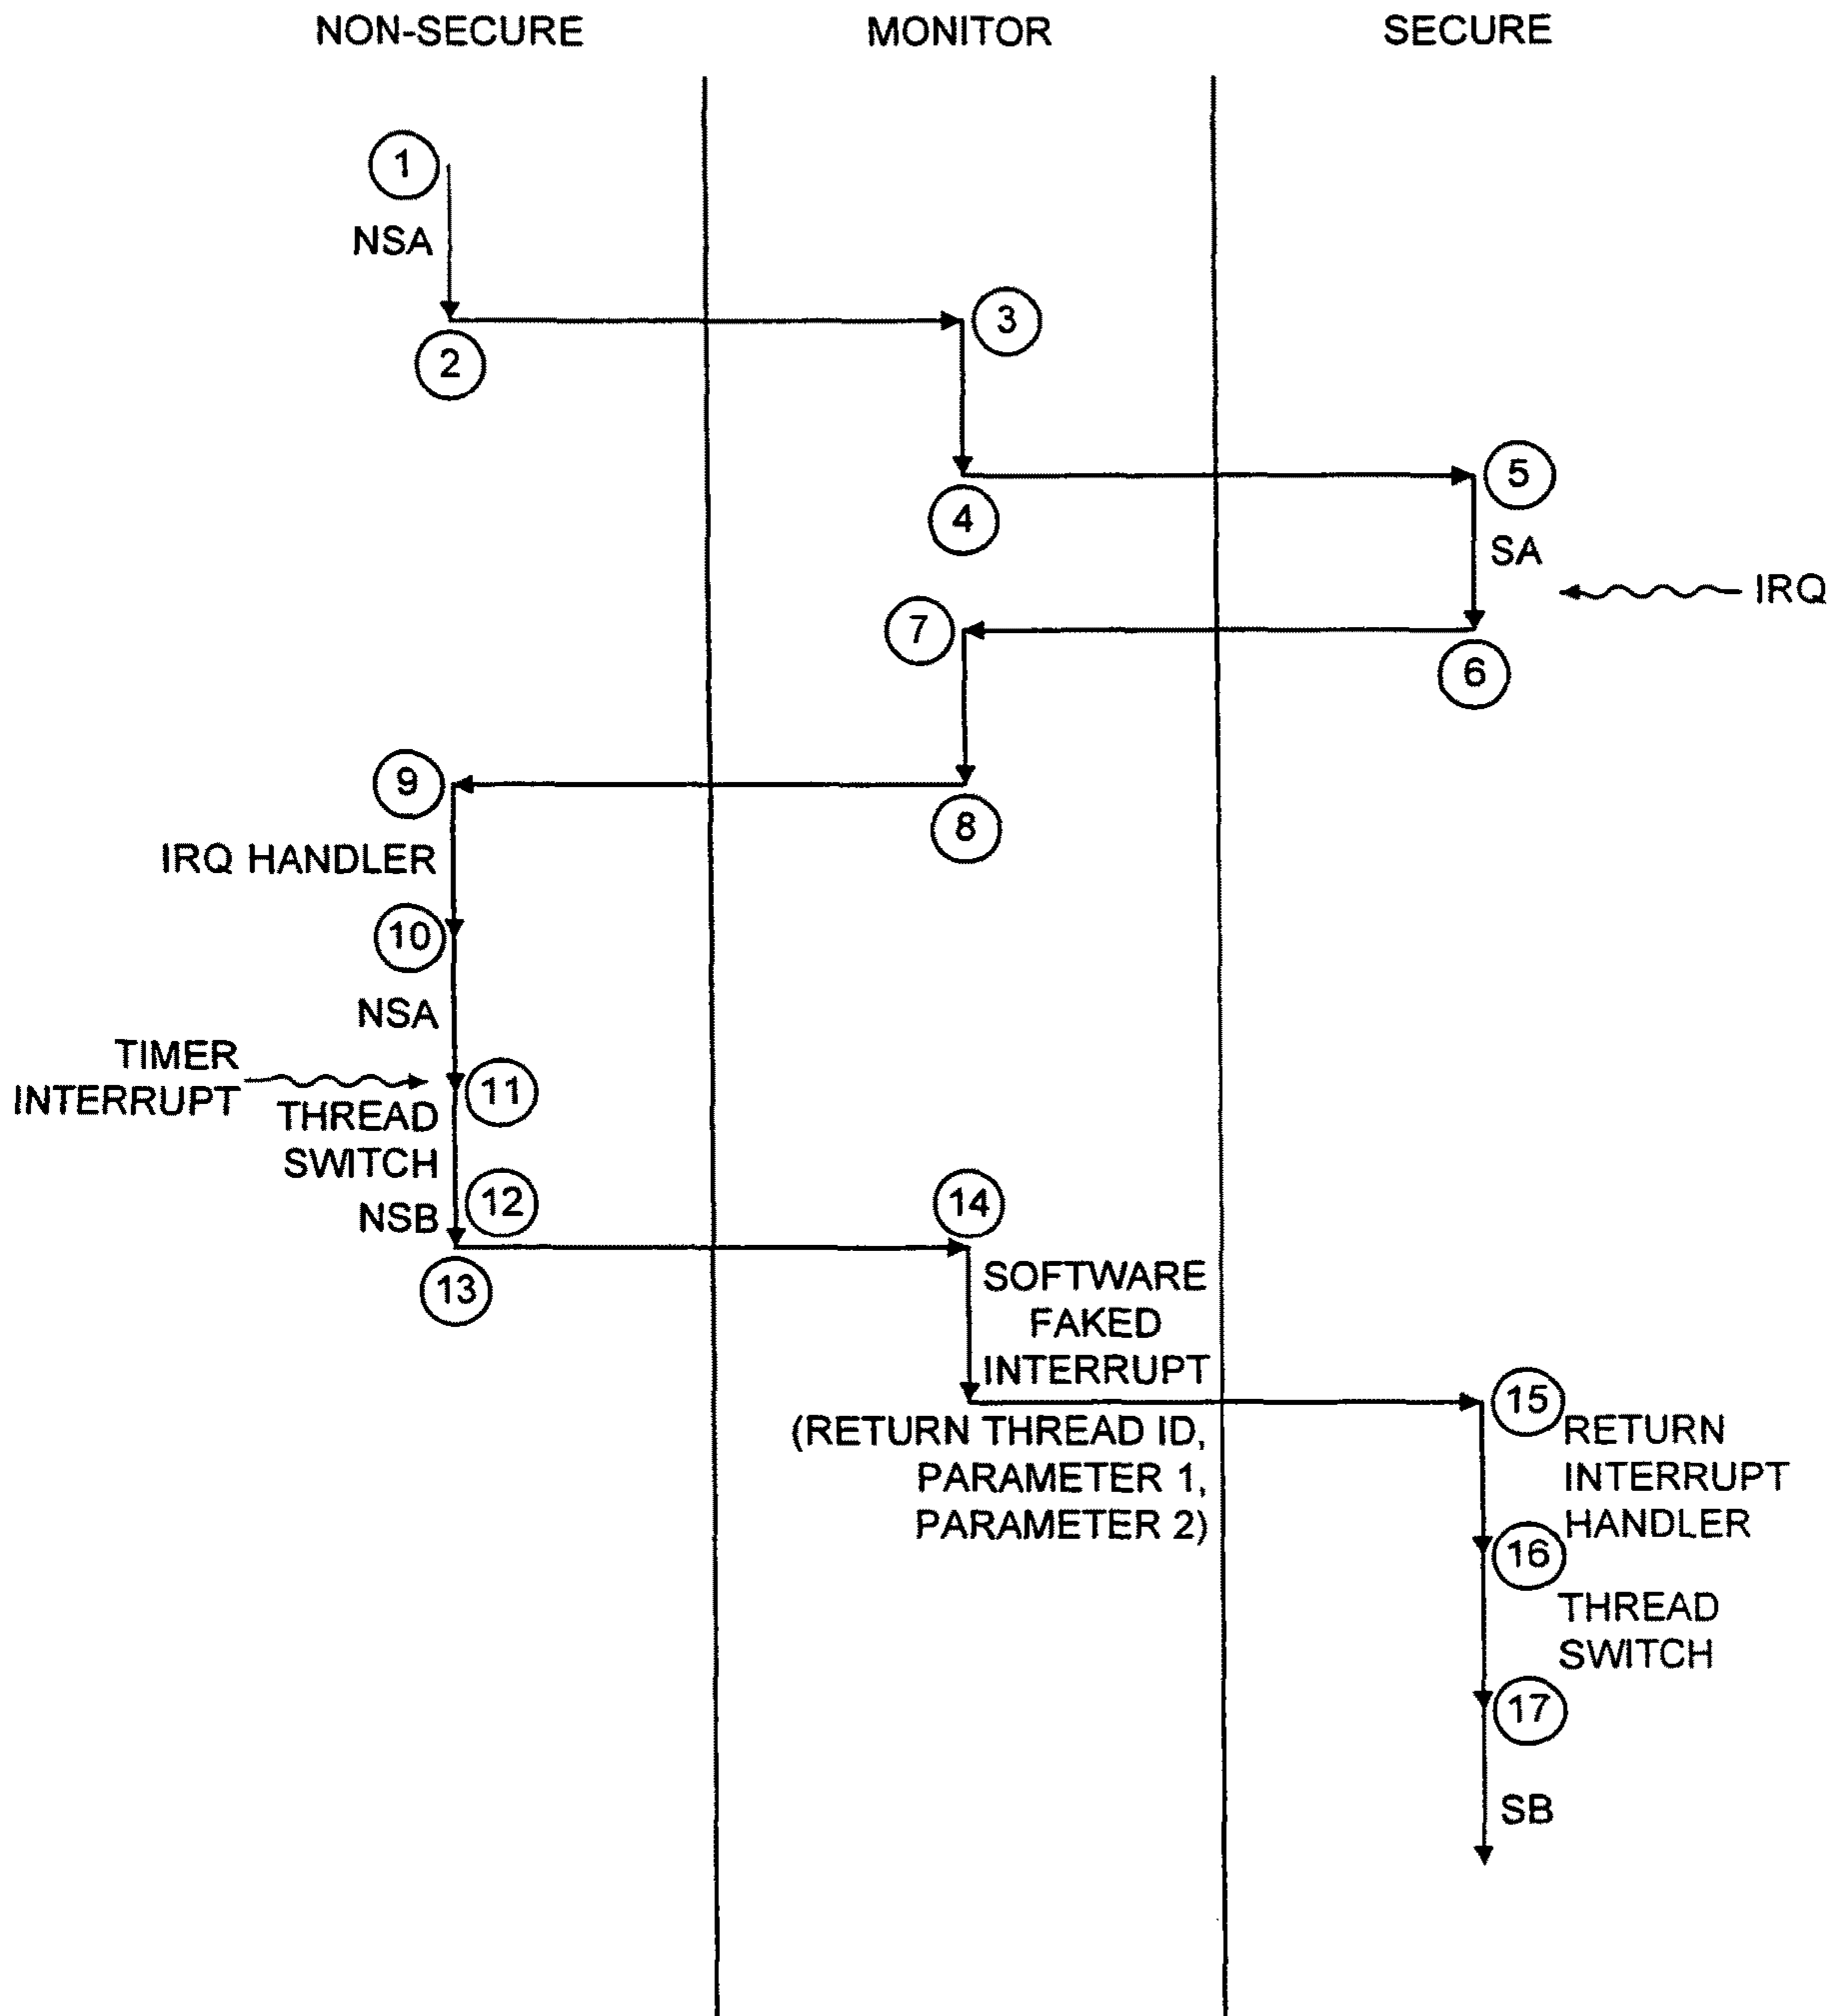 NON-SECURE
MONITOR
SECURE
1
NSA
2
3
4
5
SA
IRQ
7
6
9
8
IRQ HANDLER
10
NSA
TIMER
INTERRUPT
11
THREAD
SWITCH
12
NSB
14
13
SOFTWARE
FAKED
INTERRUPT
(RETURN THREAD ID,
PARAMETER 1,
PARAMETER 2)
15
RETURN
INTERRUPT
HANDLER
16
THREAD
SWITCH
17
SB